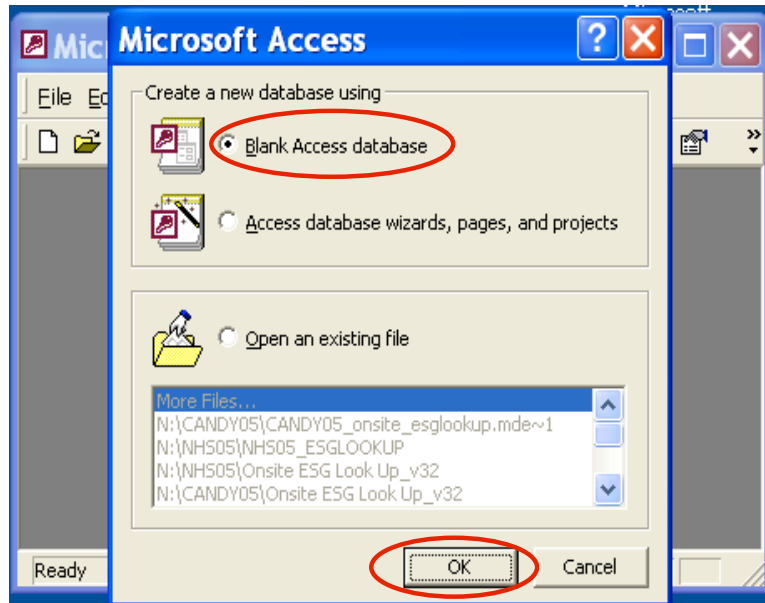 Microsoft Access
Mic
File Ed
Create a new database using
Blank Access database
Access database wizards, pages, and projects
Open an existing file
More Files...
N:\CANDY05\CANDY05_onsite_esglookup.mde~1
N:\NHS05\NHS05_ESGLOOKUP
N:\NHS05\Onsite ESG Look Up_v32
N:\CANDY05\Onsite ESG Look Up_v32
Ready
OK
Cancel